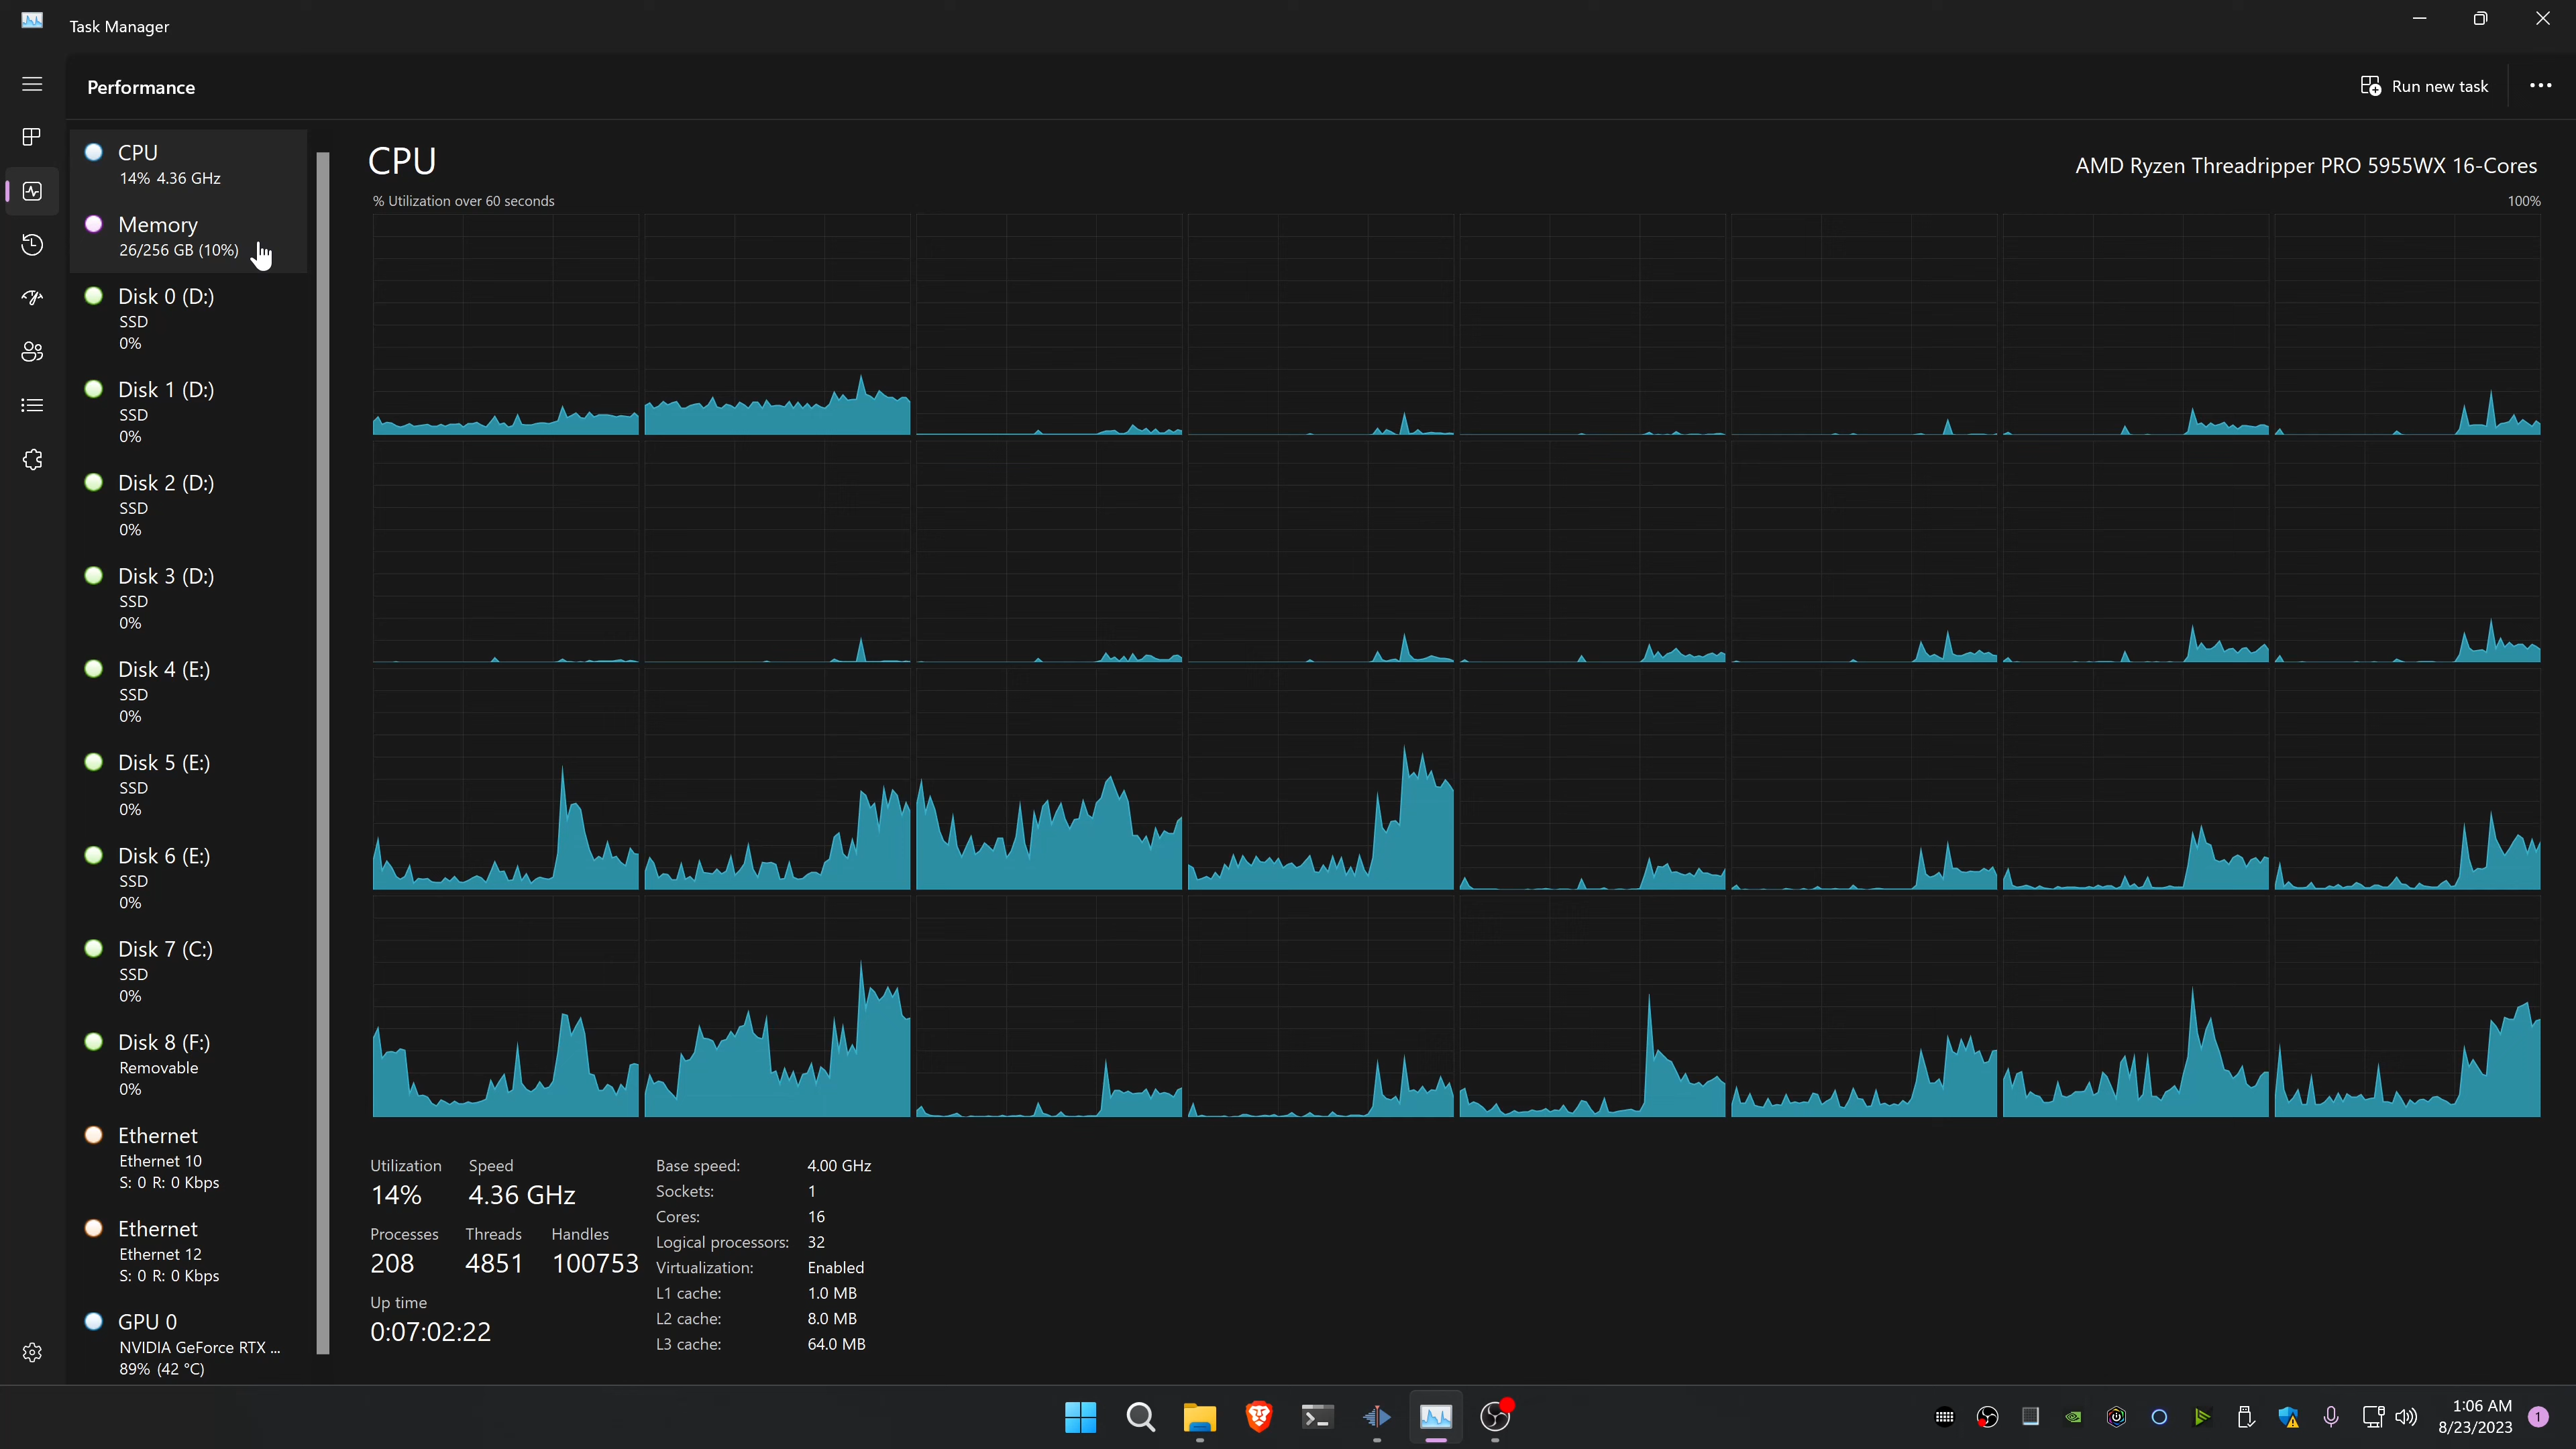 Task Manager
Performance
Run new task
CPU
14% 4.36 GHz
Memory
26/256 GB (10%)
Disk 0 (D:)
SSD
0%
Disk 1 (D:)
SSD
0%
Disk 2 (D:)
SSD
0%
Disk 3 (D:)
SSD
0%
Disk 4 (E:)
SSD
0%
Disk 5 (E:)
SSD
0%
Disk 6 (E:)
SSD
0%
Disk 7 (C:)
SSD
0%
Disk 8 (F:)
Removable
0%
Ethernet
Ethernet 10
S: 0 R: 0 Kbps
Ethernet
Ethernet 12
S: 0 R: 0 Kbps
GPU 0
NVIDIA GeForce RTX ...
89% (42 °C)
CPU
AMD Ryzen Threadripper PRO 5955WX 16-Cores
% Utilization over 60 seconds
100%
Utilization
14%
Speed
4.36 GHz
Processes
208
Threads
4851
Handles
100753
Up time
0:07:02:22
Base speed: 4.00 GHz
Sockets: 1
Cores: 16
Logical processors: 32
Virtualization: Enabled
L1 cache: 1.0 MB
L2 cache: 8.0 MB
L3 cache: 64.0 MB
1:06 AM
8/23/2023
1